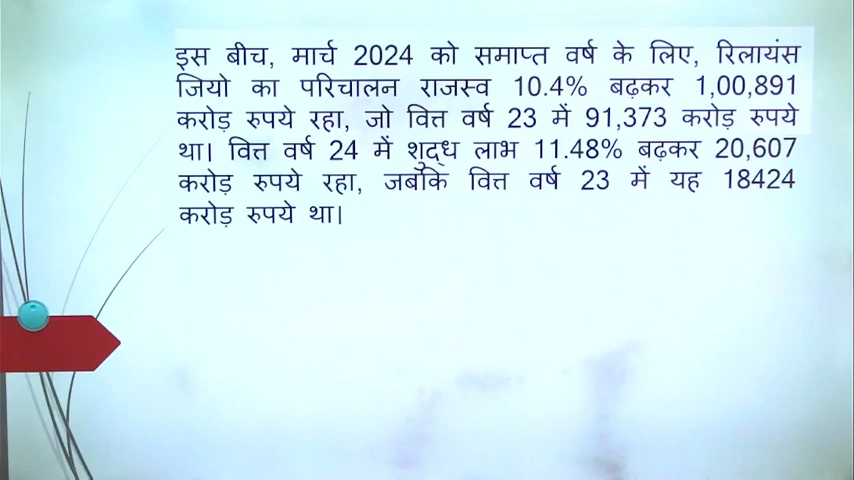 इस बीच, मार्च 2024 को समाप्त वर्ष के लिए, रिलायंस
जियो का परिचालन राजस्व 10.4% बढ़कर 1,00,891
करोड़ रुपये रहा, जो वित्त वर्ष 23 में 91,373 करोड़ रुपये
था। वित्त वर्ष 24 में शुद्ध लाभ 11.48% बढ़कर 20,607
करोड़ रुपये रहा, जबकि वित्त वर्ष 23 में यह 18424
करोड़ रुपये था।